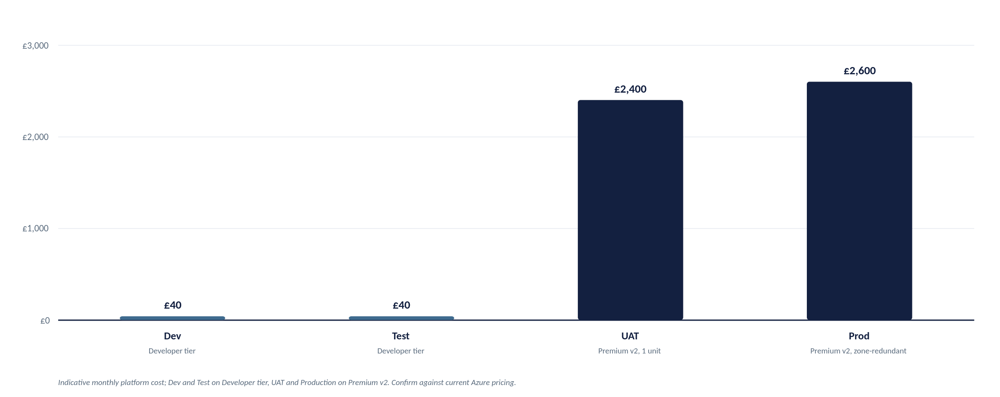 £3,000
£2,600
£2,400
£2,000
£1,000
£40
£40
£0
Dev
Test
UAT
Prod
Developer tier
Developer tier
Premium v2, 1 unit
Premium v2, zone-redundant
Indicative monthly platform cost; Dev and Test on Developer tier, UAT and Production on Premium v2. Confirm against current Azure pricing.